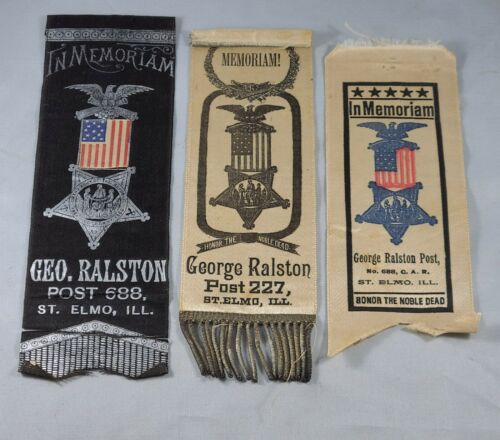 IN MEMORIAM
GEO. RALSTON
POST 688,
ST. ELMO, ILL.
MEMORIAM!
HONOR THE NOBLE DEAD
George Ralston
Post 227,
ST. ELMO, ILL.
In Memoriam
George Ralston Post,
No. 688, G. A. R.
ST. ELMO, ILL.
HONOR THE NOBLE DEAD